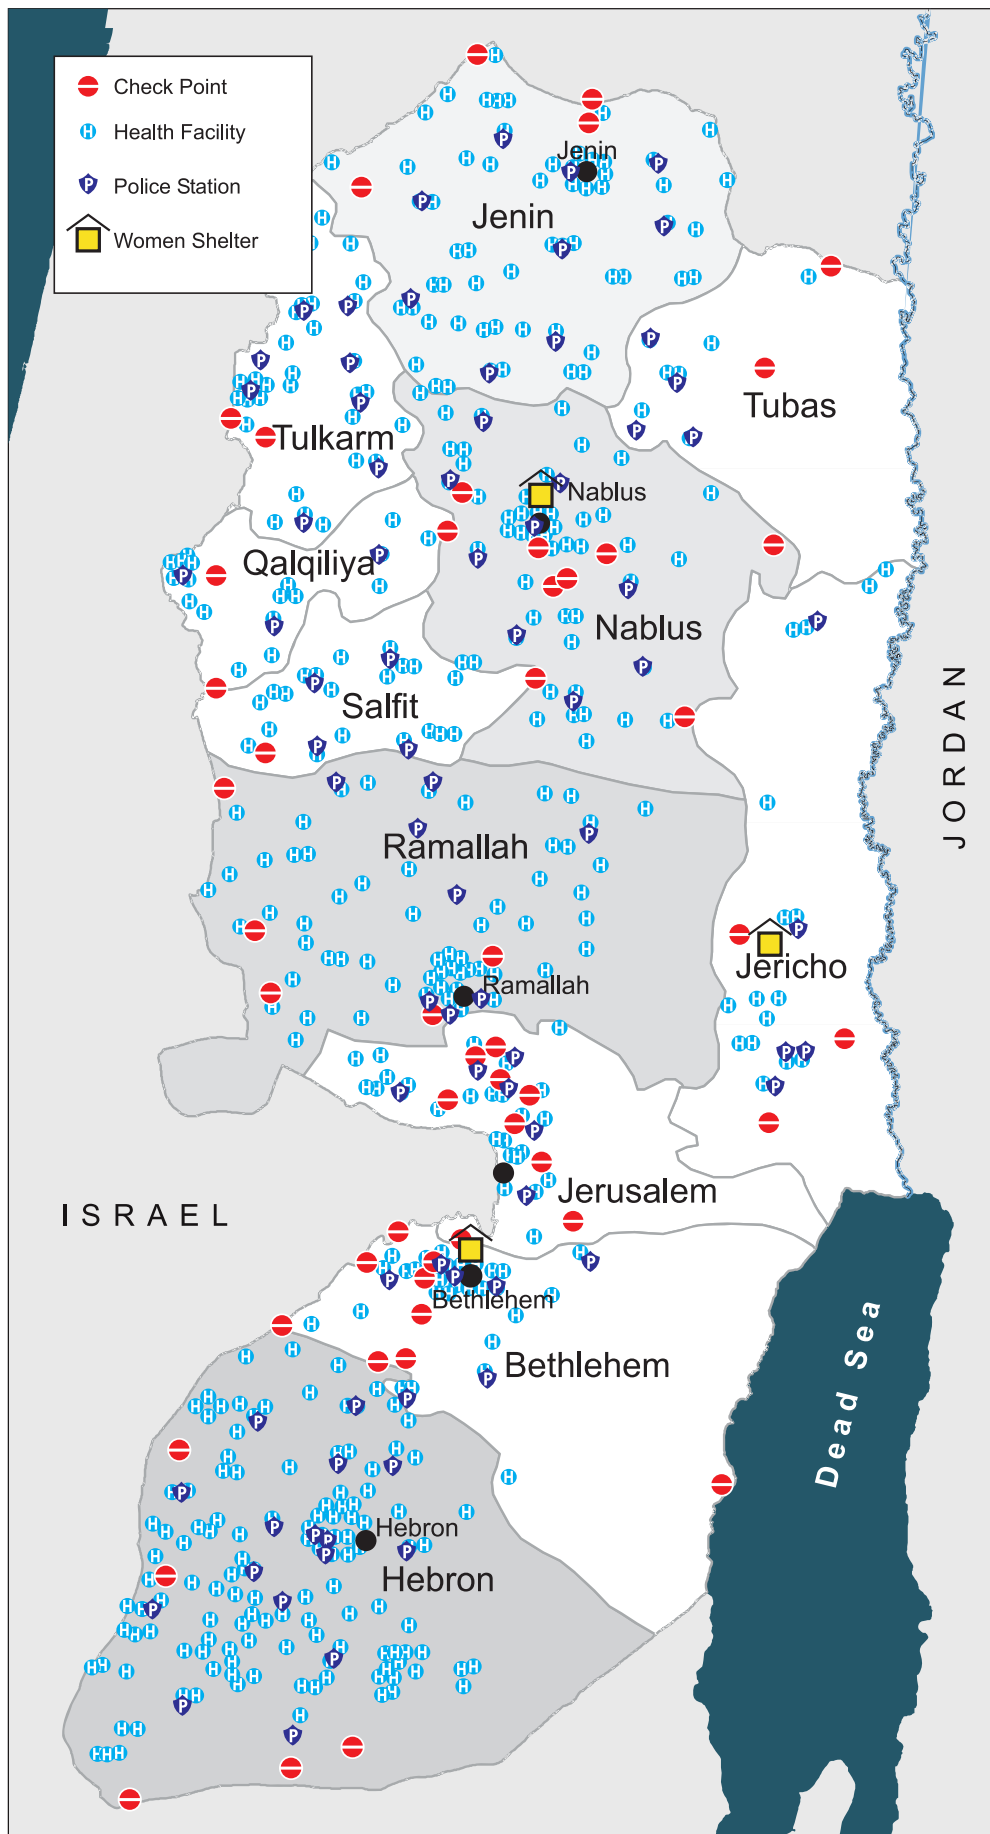 Check Point
Health Facility
Police Station
Women Shelter
Jenin
Jenin
Tubas
Tulkarm
Nablus
Qalqiliya
Nablus
Salfit
JORDAN
Ramallah
Jericho
Ramallah
Jerusalem
ISRAEL
Bethlehem
Bethlehem
Dead Sea
Hebron
Hebron